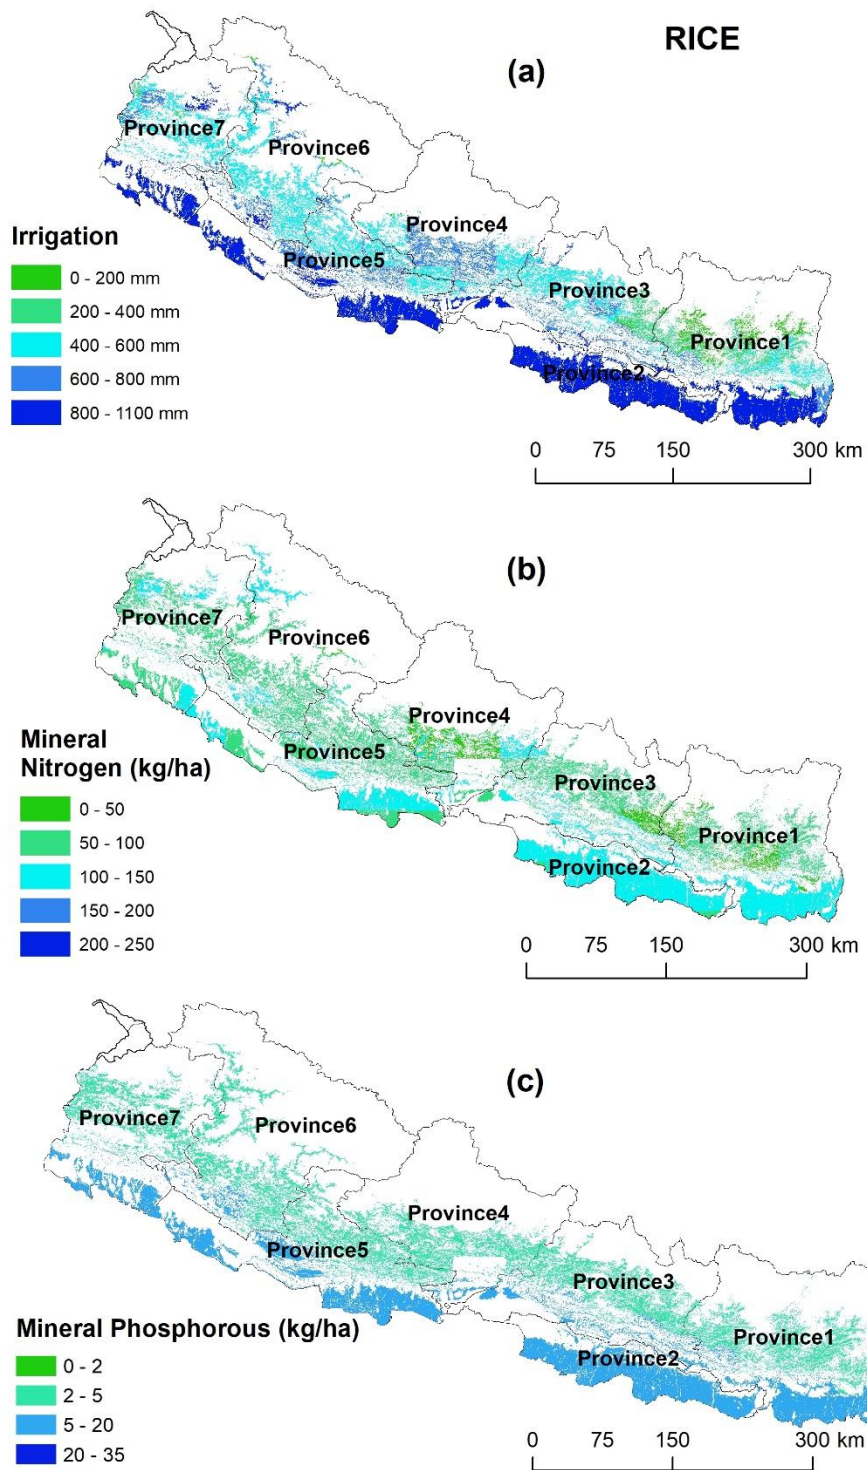 RICE
(a)
Province7
Province6
Province4
Province5
Province3
Province1
Province2
Irrigation
0 - 200 mm
200 - 400 mm
400 - 600 mm
600 - 800 mm
800 - 1100 mm
0 75 150 300 km
(b)
Province7
Province6
Province4
Province5
Province3
Province1
Province2
Mineral
Nitrogen (kg/ha)
0 - 50
50 - 100
100 - 150
150 - 200
200 - 250
0 75 150 300 km
(c)
Province7
Province6
Province4
Province5
Province3
Province1
Province2
Mineral Phosphorous (kg/ha)
0 - 2
2 - 5
5 - 20
20 - 35
0 75 150 300 km